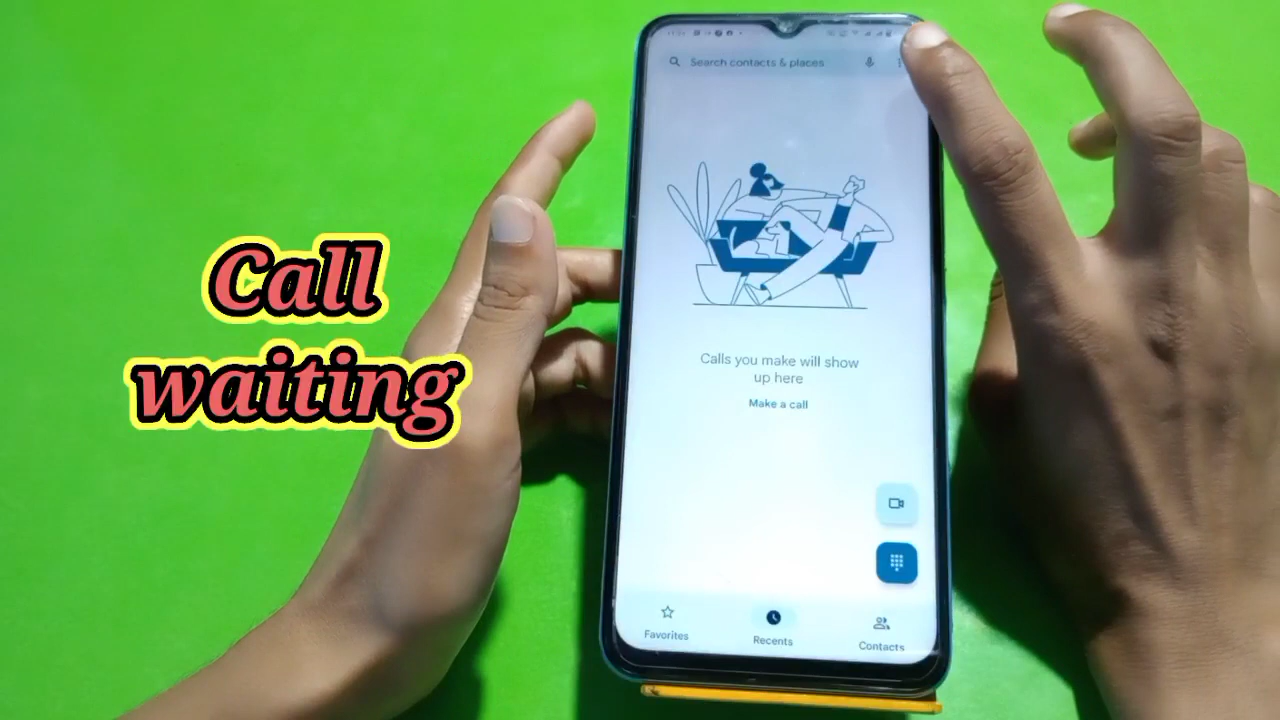 Search contacts & places
Call
waiting
Calls you make will show
up here
Make a call
Favorites
Recents
Contacts